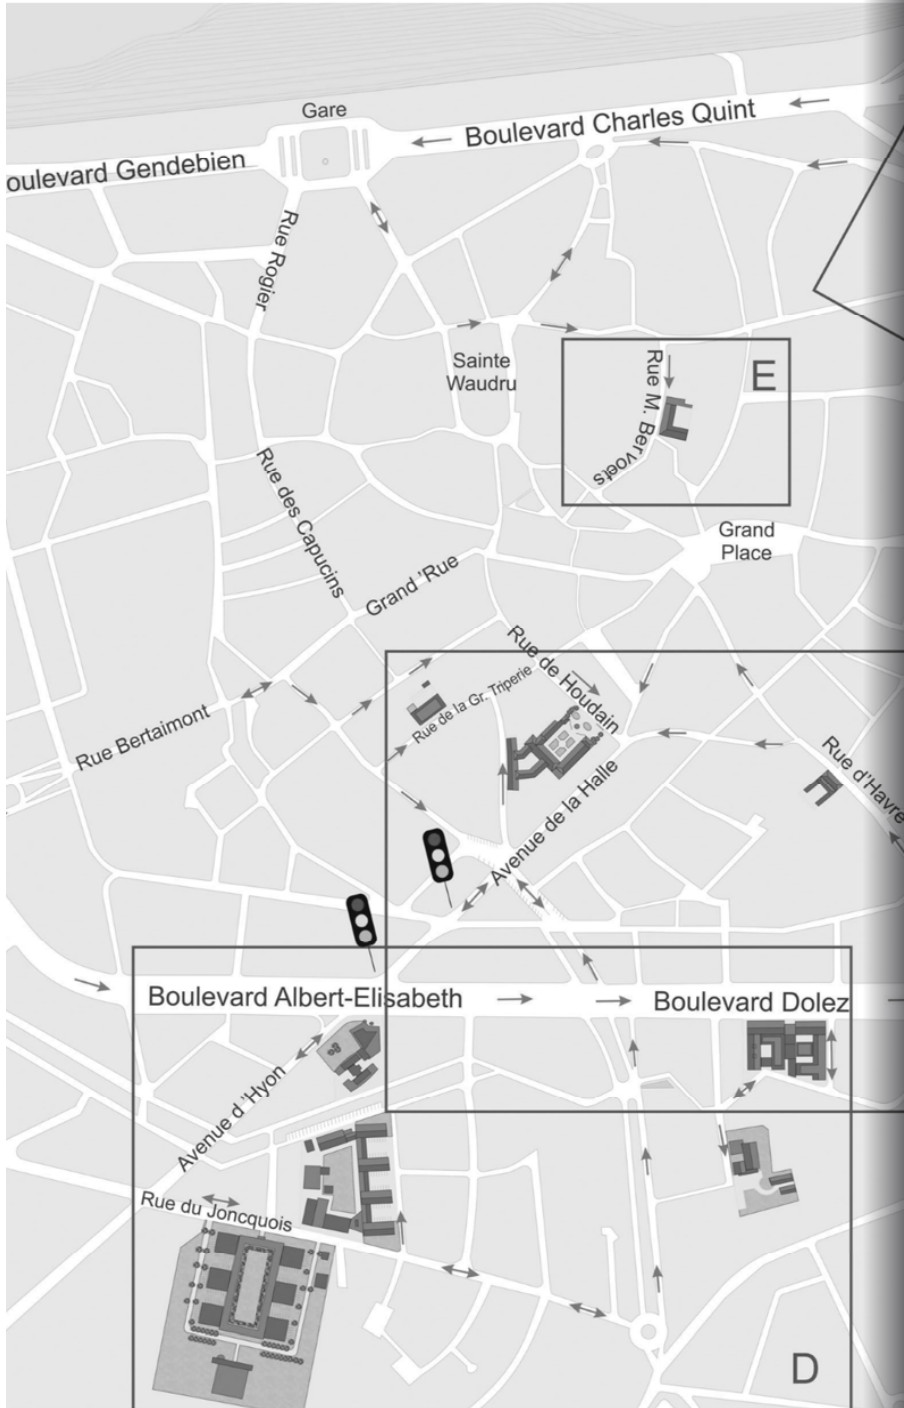 Gare
Boulevard Charles Quint
oulevard Gendebien
Rue Rogier
Sainte
Waudru
E
Rue M. Bervoets
Rue des Capucins
Grand
Place
Grand 'Rue
Rue de Houdain
Rue de la Gr. Triperie
Rue Bertaimont
Rue d'Havre
Avenue de la Halle
Boulevard Albert-Elisabeth
Boulevard Dolez
Avenue d 'Hyon
Rue du Joncquois
D